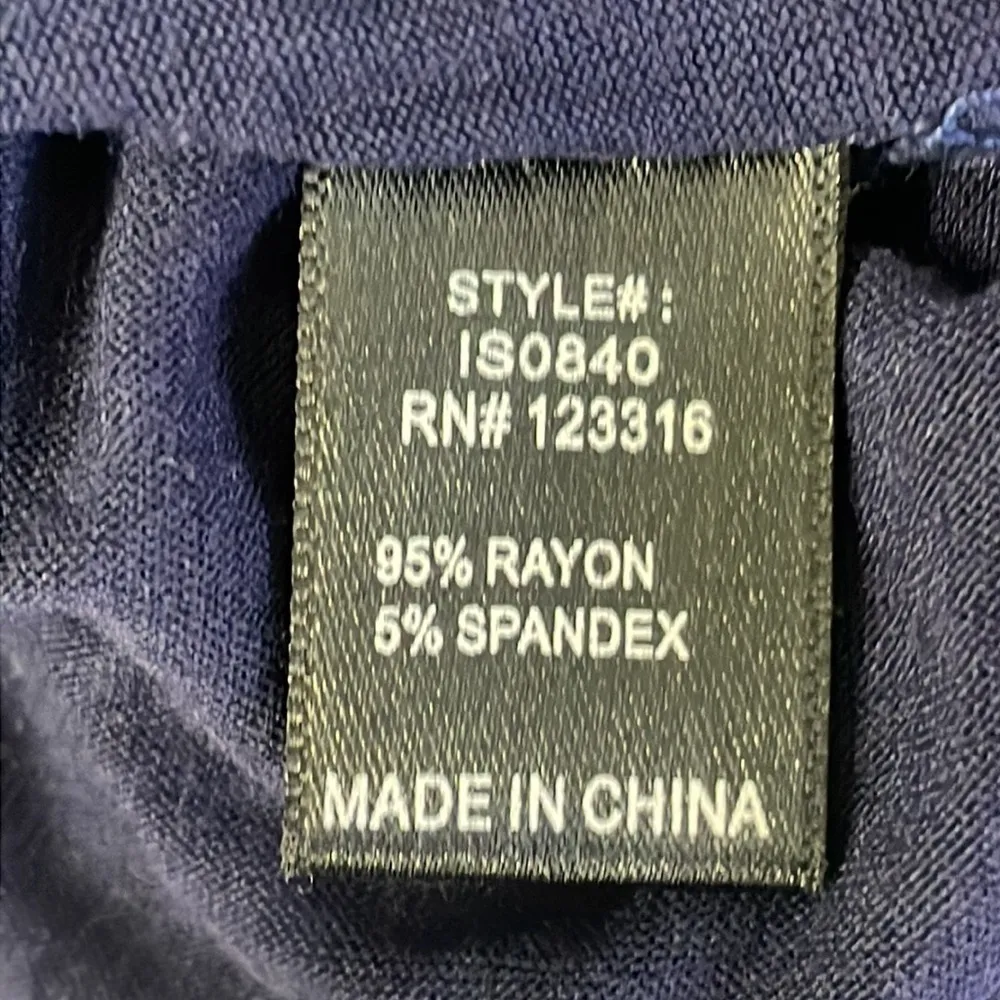 STYLE#:
IS0840
RN# 123316
95% RAYON
5% SPANDEX
MADE IN CHINA